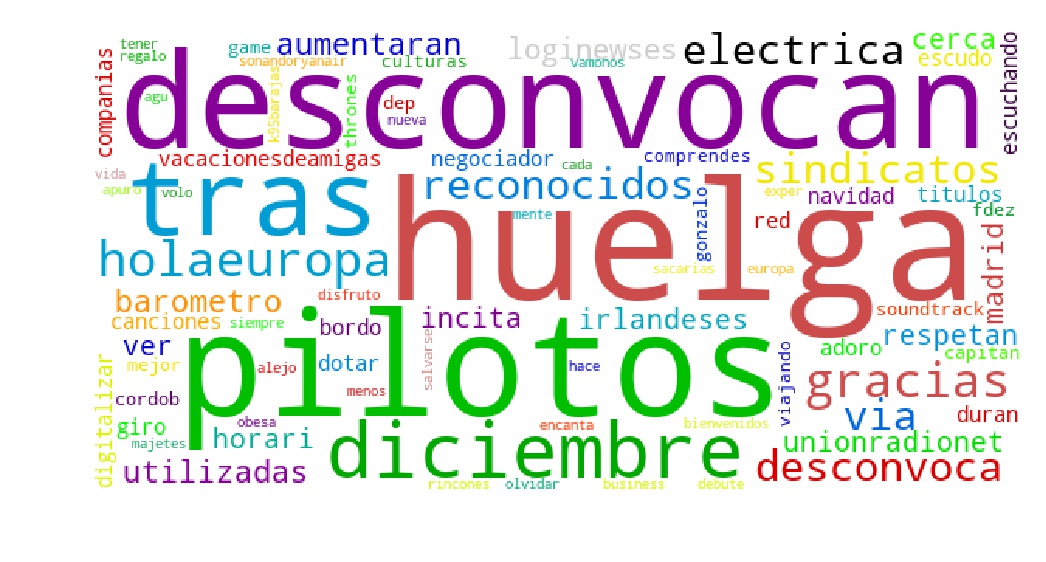 tener
regalo
game
aumentaran
sonandoryanair
culturas
loginewses
vamonos
electrica
cerca
escudo
escuchando
companias
desconvocan
agu
k95barajas
thrones
dep
nueva
vacacionesdeamigas
negociador
cada
comprendes
sindicatos
vida
apuro
volo
tras
reconocidos
mente
gonzalo
exper
navidad
titulos
red
fdez
huelga
holaeuropa
sacarias
europa
madrid
barometro
disfruto
soundtrack
canciones
siempre
bordo
incita
irlandeses
respetan
ver
pilotos
salvarse
viajando
adoro
capitan
mejor
alejo
dotar
hace
gracias
digitalizar
cordob
menos
via
duran
giro
obesa
encanta
bienvenidos
majetes
horari
diciembre
unionradionet
utilizadas
desconvoca
rincones
olvidar
business
debute